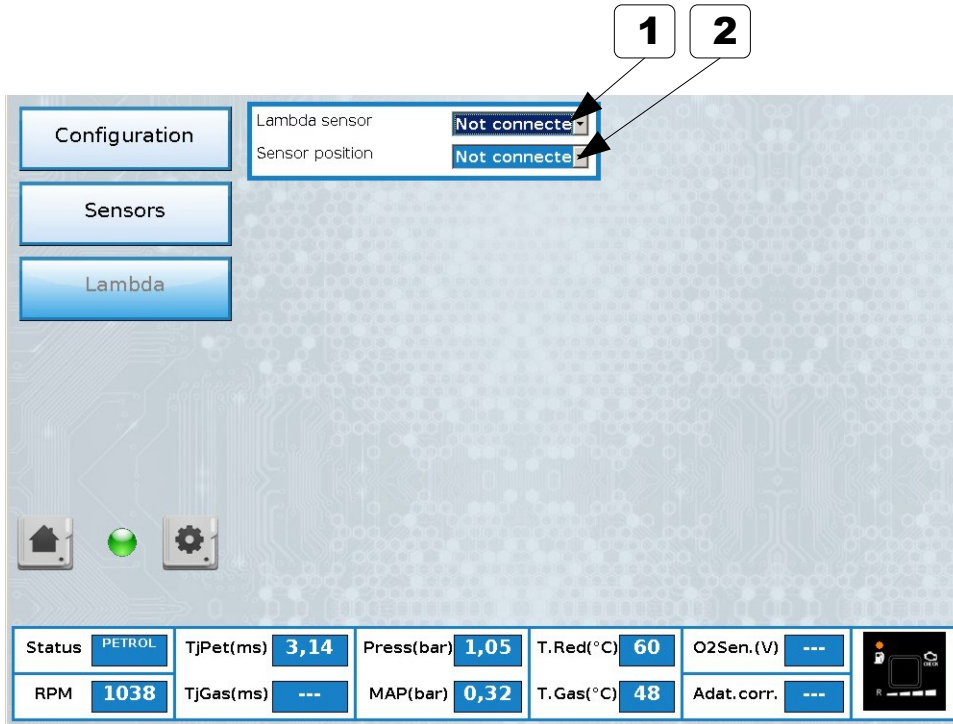 1 2
Configuration
Lambda sensor Not connecte
Sensor position Not connecte
Sensors
Lambda
Status PETROL TjPet(ms) 3,14 Press(bar) 1,05 T.Red(°C) 60 O2Sen.(V) ---
RPM 1038 TjGas(ms) --- MAP(bar) 0,32 T.Gas(°C) 48 Adat.corr. ---
CHECK
R